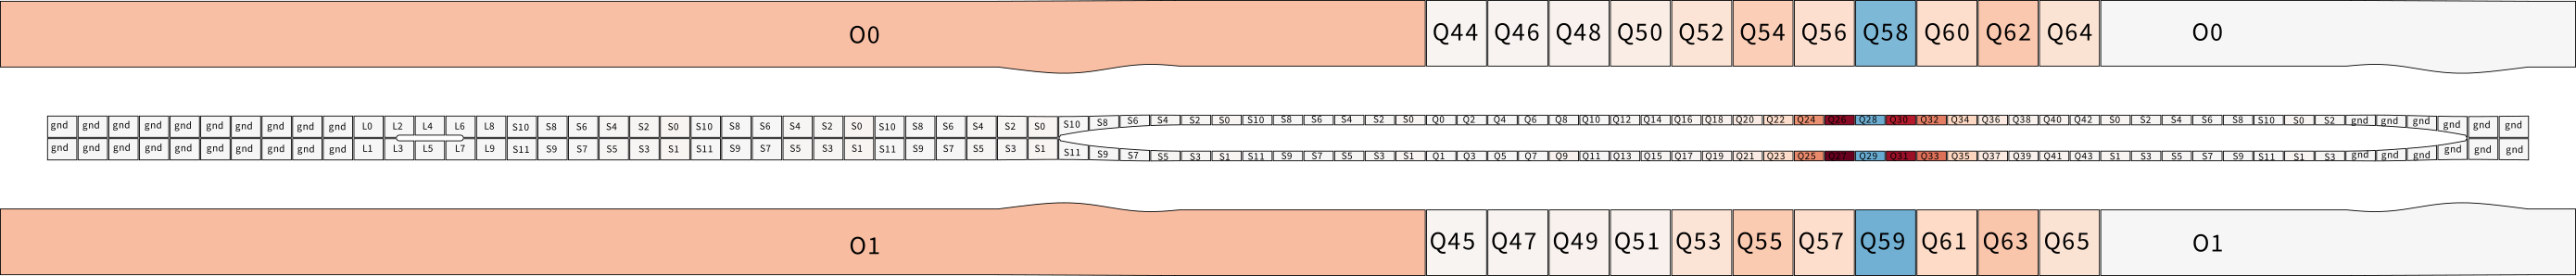 O0 Q44 Q46 Q48 Q50 Q52 Q54 Q56 Q58 Q60 Q62 Q64 O0
gnd gnd gnd gnd gnd gnd gnd gnd gnd gnd L0 L2 L4 L6 L8 S10 S8 S6 S4 S2 S0 S10 S8 S6 S4 S2 S0 S10 S8 S6 S4 S2 S0 S10 S8 S6 S4 S2 S0 S10 S8 S6 S4 S2 S0 Q0 Q2 Q4 Q6 Q8 Q10 Q12 Q14 Q16 Q18 Q20 Q22 Q24 Q26 Q28 Q30 Q32 Q34 Q36 Q38 Q40 Q42 S0 S2 S4 S6 S8 S10 S0 S2 gnd gnd gnd gnd gnd gnd
gnd gnd gnd gnd gnd gnd gnd gnd gnd gnd L1 L3 L5 L7 L9 S11 S9 S7 S5 S3 S1 S11 S9 S7 S5 S3 S1 S11 S9 S7 S5 S3 S1 S11 S9 S7 S5 S3 S1 S11 S9 S7 S5 S3 S1 Q1 Q3 Q5 Q7 Q9 Q11 Q13 Q15 Q17 Q19 Q21 Q23 Q25 Q27 Q29 Q31 Q33 Q35 Q37 Q39 Q41 Q43 S1 S3 S5 S7 S9 S11 S1 S3 gnd gnd gnd gnd gnd gnd
O1 Q45 Q47 Q49 Q51 Q53 Q55 Q57 Q59 Q61 Q63 Q65 O1